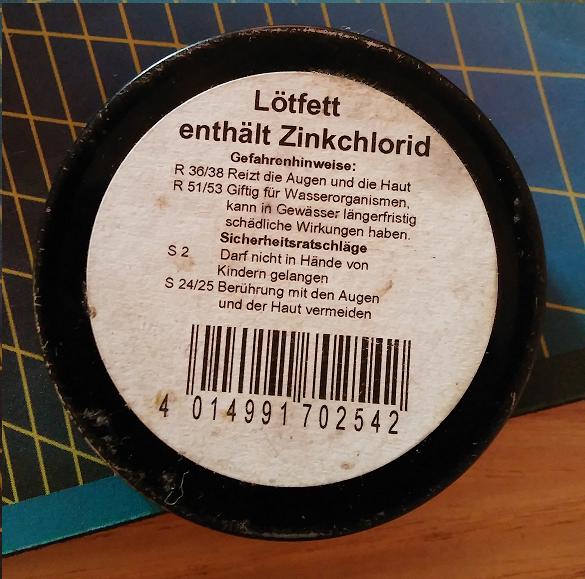 Lötfett
enthält Zinkchlorid
Gefahrenhinweise:
R 36/38 Reizt die Augen und die Haut
R 51/53 Giftig für Wasserorganismen,
kann in Gewässer längerfristig
schädliche Wirkungen haben.
Sicherheitsratschläge
S 2 Darf nicht in Hände von
Kindern gelangen
S 24/25 Berührung mit den Augen
und der Haut vermeiden
4 014991 702542